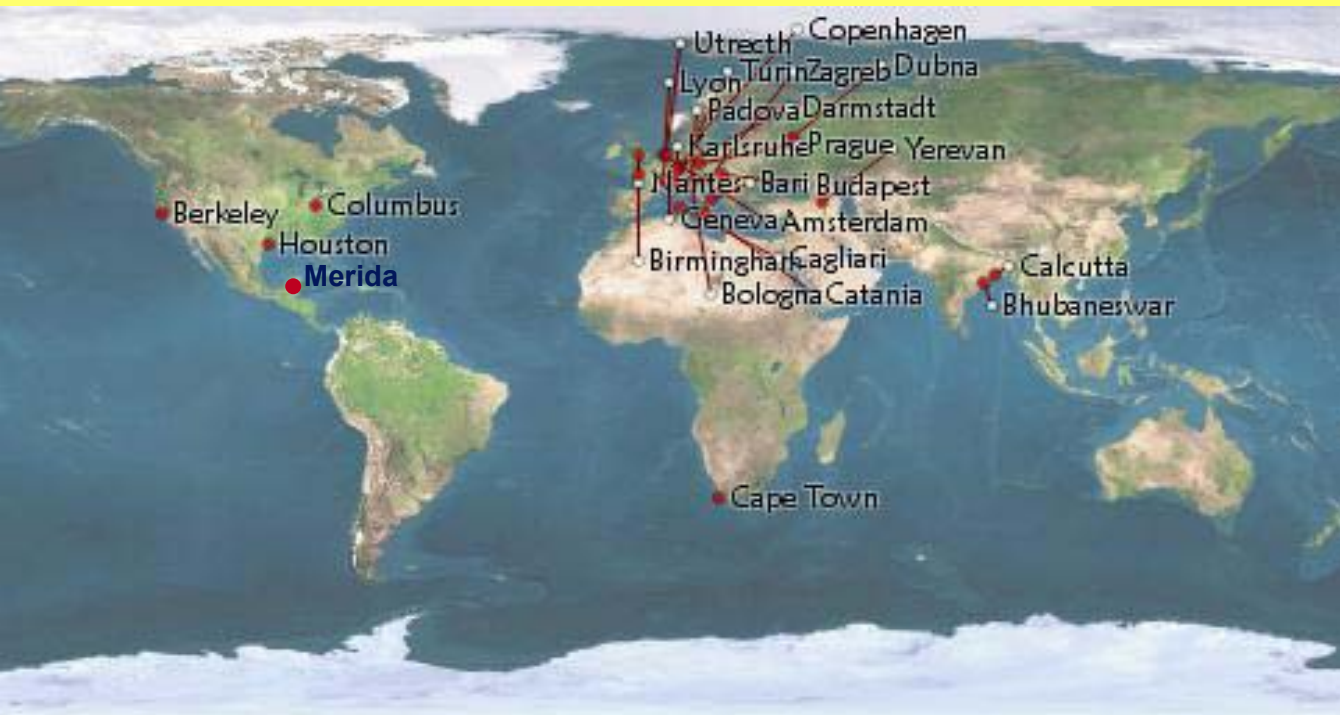 Copenhagen
Utrecth
Turin
Zagreb
Dubna
Lyon
Padova
Darmstadt
Karlsruhe
Prague
Yerevan
Nantes
Bari
Budapest
Berkeley
Columbus
Geneva
Amsterdam
Houston
Birmingham
Cagliari
Calcutta
Merida
Bologna
Catania
Bhubaneswar
Cape Town